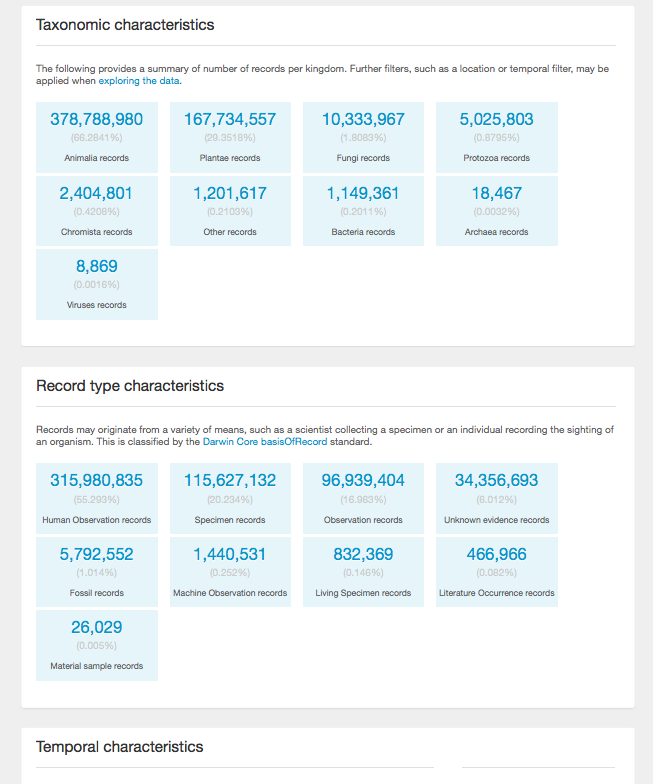 Taxonomic characteristics
The following provides a summary of number of records per kingdom. Further filters, such as a location or temporal filter, may be
applied when exploring the data.
378,788,980 167,734,557 10,333,967 5,025,803
(66.2841%) (29.3518%) (1.8083%) (0.8795%)
Animalia records Plantae records Fungi records Protozoa records
2,404,801 1,201,617 1,149,361 18,467
(0.4208%) (0.2103%) (0.2011%) (0.0032%)
Chromista records Other records Bacteria records Archaea records
8,869
(0.0016%)
Viruses records
Record type characteristics
Records may originate from a variety of means, such as a scientist collecting a specimen or an individual recording the sighting of
an organism. This is classified by the Darwin Core basisOfRecord standard.
315,980,835 115,627,132 96,939,404 34,356,693
(55.293%) (20.234%) (16.963%) (6.012%)
Human Observation records Specimen records Observation records Unknown evidence records
5,792,552 1,440,531 832,369 466,966
(1.014%) (0.252%) (0.146%) (0.082%)
Fossil records Machine Observation records Living Specimen records Literature Occurrence records
26,029
(0.005%)
Material sample records
Temporal characteristics